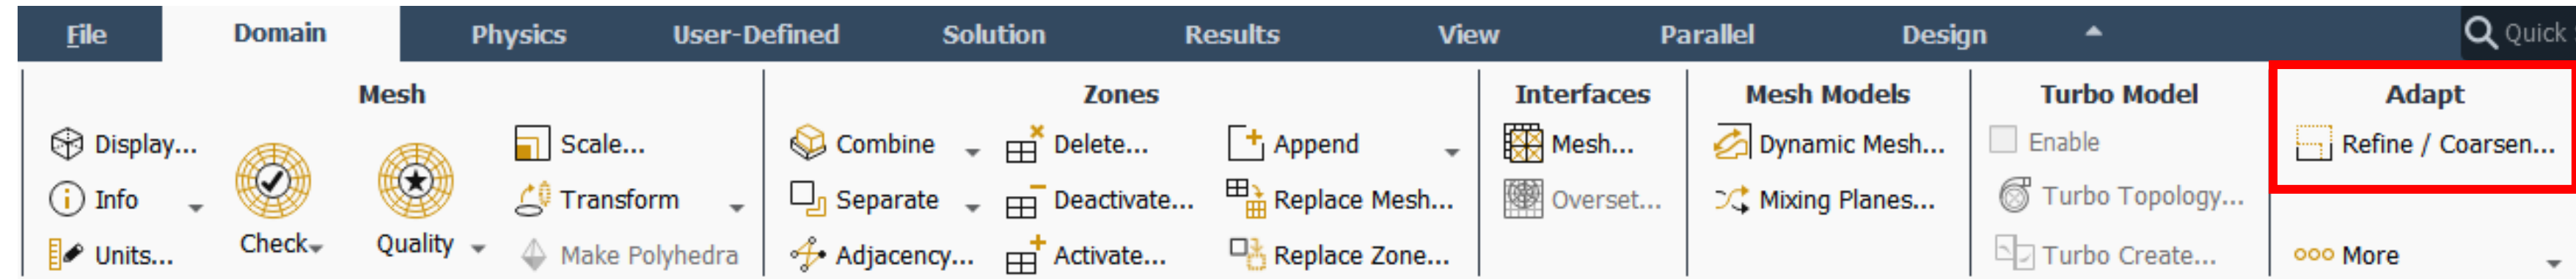 File Domain Physics User-Defined Solution Results View Parallel Design Quick
Mesh Zones Interfaces Mesh Models Turbo Model Adapt
Display... Scale... Combine Delete... Append Mesh... Dynamic Mesh... Enable Refine / Coarsen...
Info Transform Separate Deactivate... Replace Mesh... Overset... Mixing Planes... Turbo Topology...
Units... Check Quality Make Polyhedra Adjacency... Activate... Replace Zone... Turbo Create... More